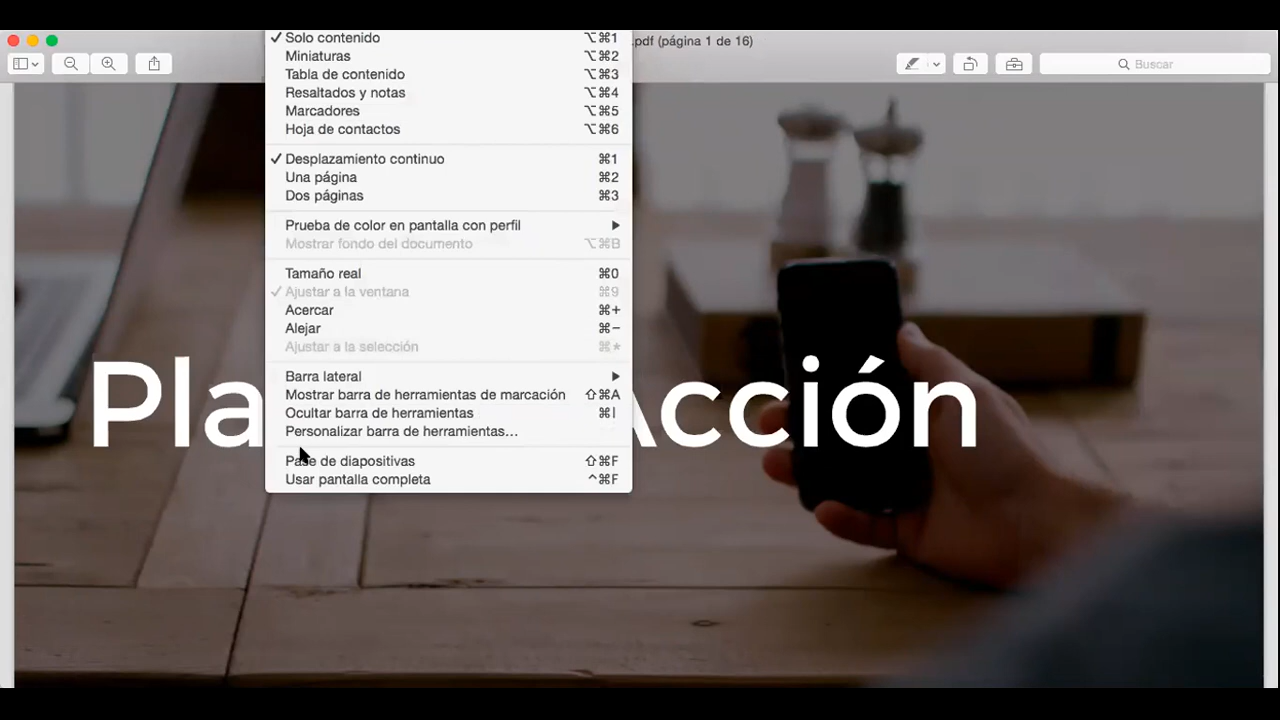 Solo contenido ⌥⌘1
.pdf (página 1 de 16)
Miniaturas ⌥⌘2
Buscar
Tabla de contenido ⌥⌘3
Resaltados y notas ⌥⌘4
Marcadores ⌥⌘5
Hoja de contactos ⌥⌘6
Desplazamiento continuo ⌘1
Una página ⌘2
Dos páginas ⌘3
Prueba de color en pantalla con perfil
Mostrar fondo del documento ⌥⌘B
Tamaño real ⌘0
Ajustar a la ventana ⌘9
Acercar ⌘+
Alejar ⌘−
Ajustar a la selección ⌘*
Barra lateral
Mostrar barra de herramientas de marcación ⇧⌘A
Ocultar barra de herramientas ⌘I
Personalizar barra de herramientas...
Pase de diapositivas ⇧⌘F
Usar pantalla completa ^⌘F
Pla Acción